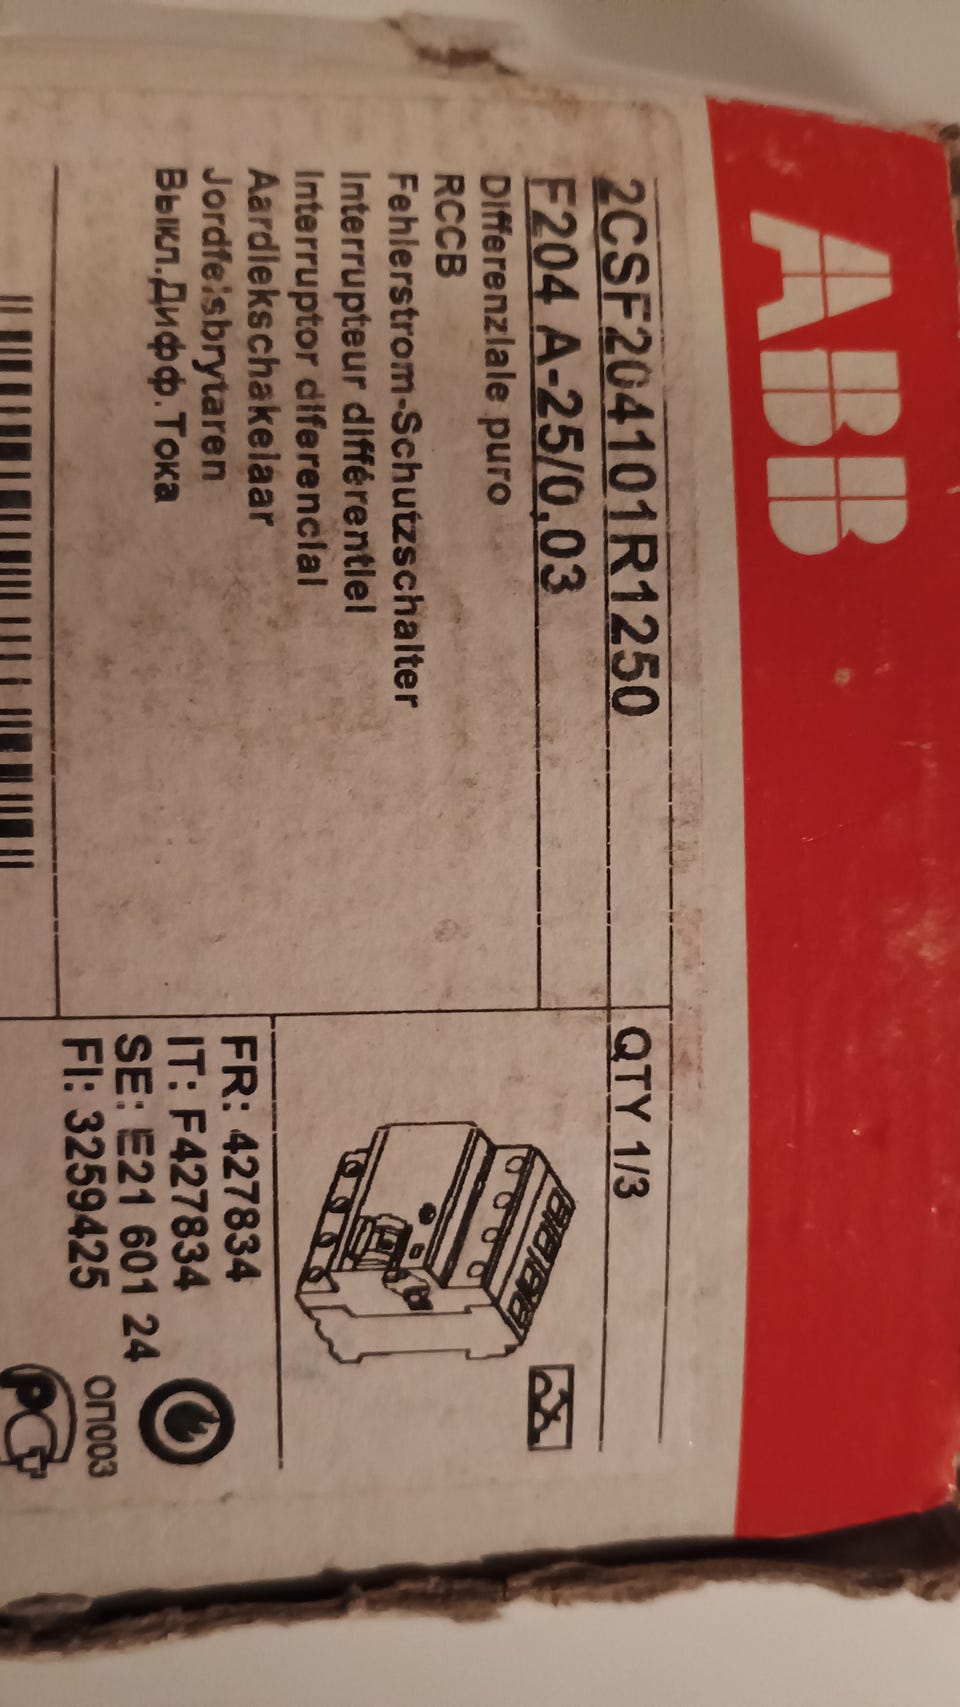 ABB
2CSF204101R1250
QTY 1/3
F204 A-25/0,03
Differenziale puro
RCCB
Fehlerstrom-Schutzschalter
Interrupteur différentiel
Interruptor diferencial
Aardlekschakelaar
Jordfelsbrytaren
Выкл.Дифф.Тока
FR: 427834
IT: F427834
SE: E21 601 24
FI: 3259425
ОП003